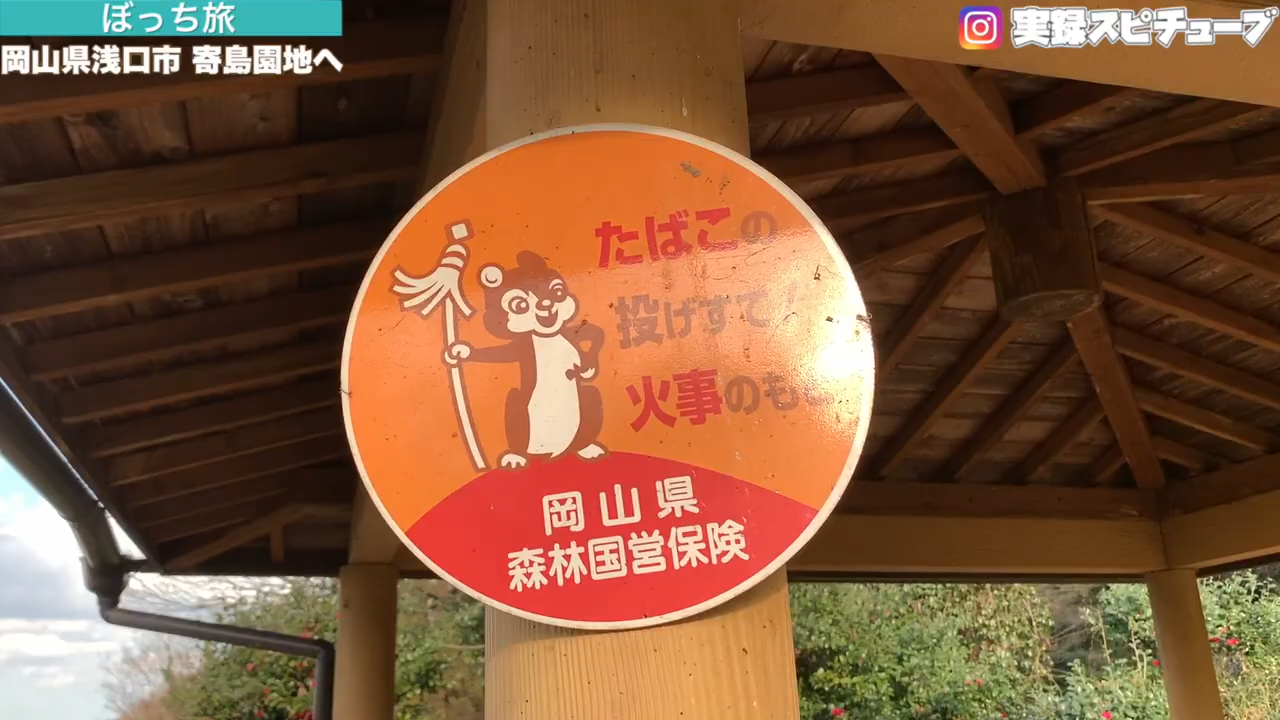 ぼっち旅
岡山県浅口市 寄島園地へ
実録スピチューブ
たばこの
投げすて!
火事のもと
岡山県
森林国営保険